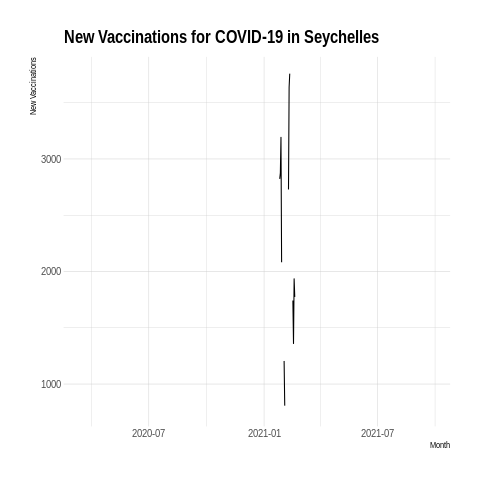 New Vaccinations for COVID-19 in Seychelles
New Vaccinations
3000
2000
1000
2020-07 2021-01 2021-07
Month